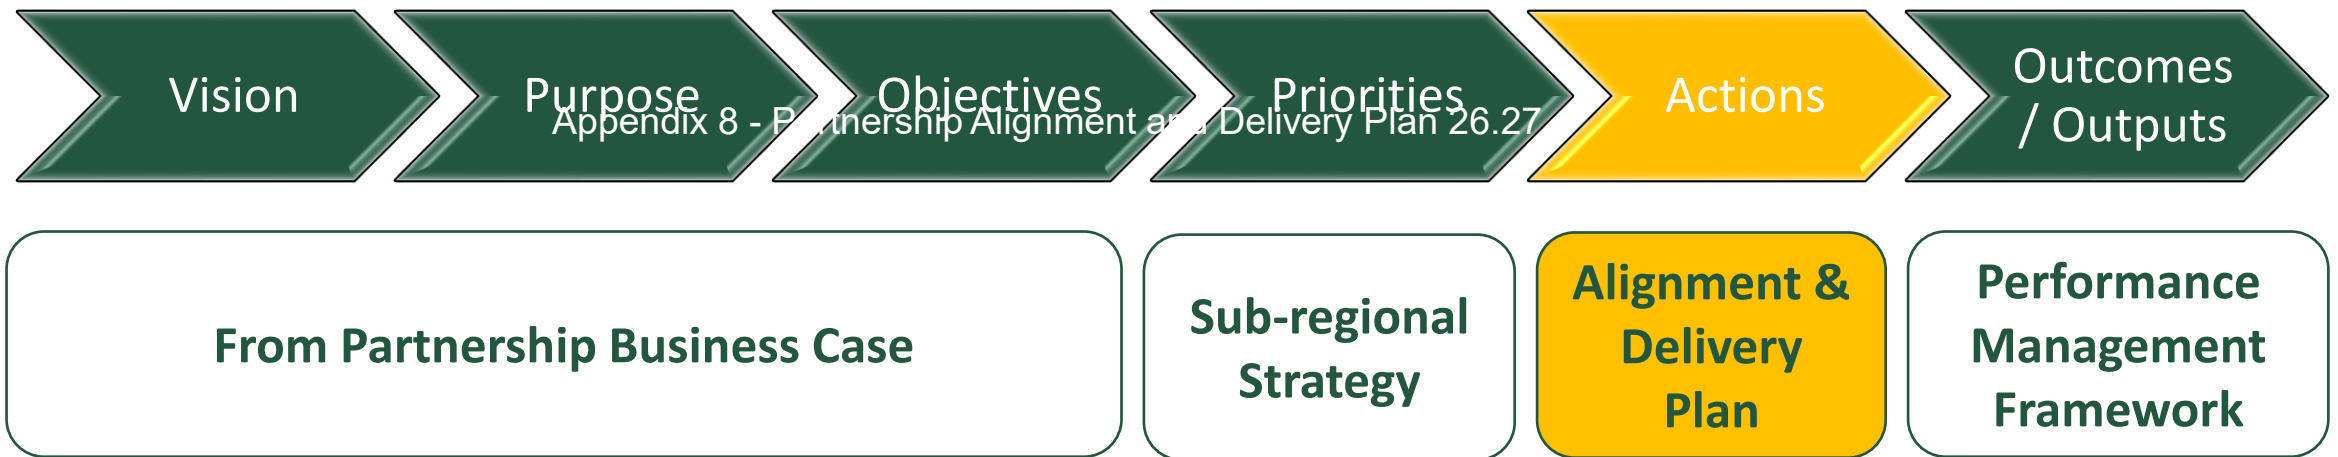 Vision
Purpose
Objectives
Priorities
Actions
Outcomes
/ Outputs
Appendix 8 - Partnership Alignment and Delivery Plan 26.27
From Partnership Business Case
Sub-regional
Strategy
Alignment &
Delivery
Plan
Performance
Management
Framework